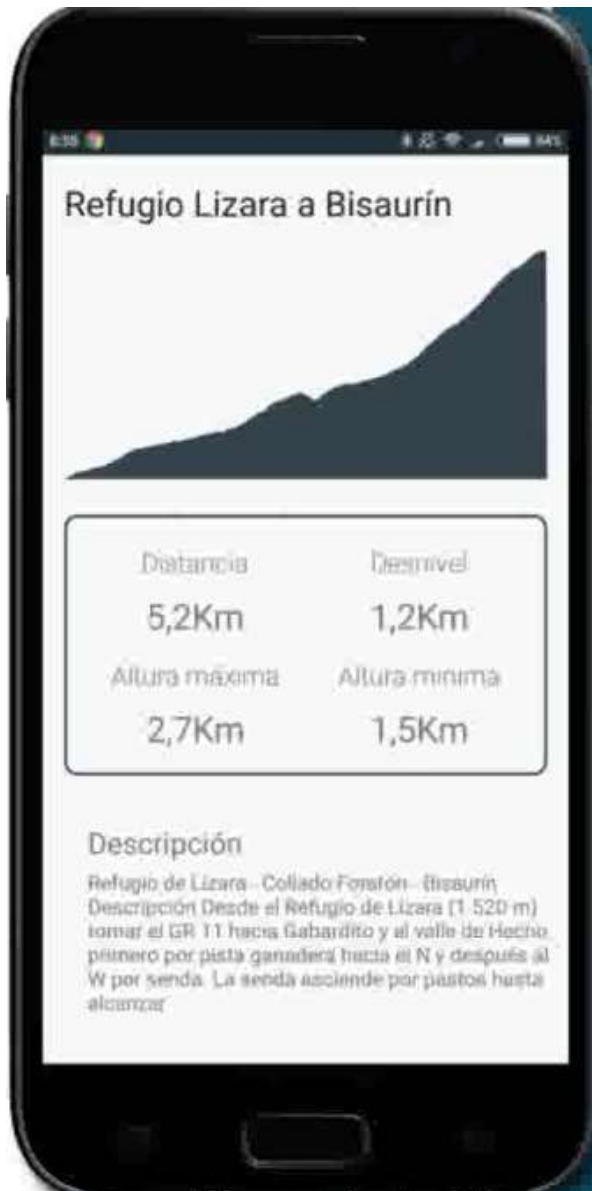 Refugio Lizara a Bisaurín
Distancia Desnivel
5,2Km 1,2Km
Altura máxima Altura mínima
2,7Km 1,5Km
Descripción
Refugio de Lizara - Collado Foratón - Bisaurín
Descripción Desde el Refugio de Lizara (1 520 m)
tomar el GR 11 hacia Gabardito y al valle de Hecho
primero por pista ganadera hacia el N y después al
W por senda. La senda asciende por pastos hasta
alcanzar